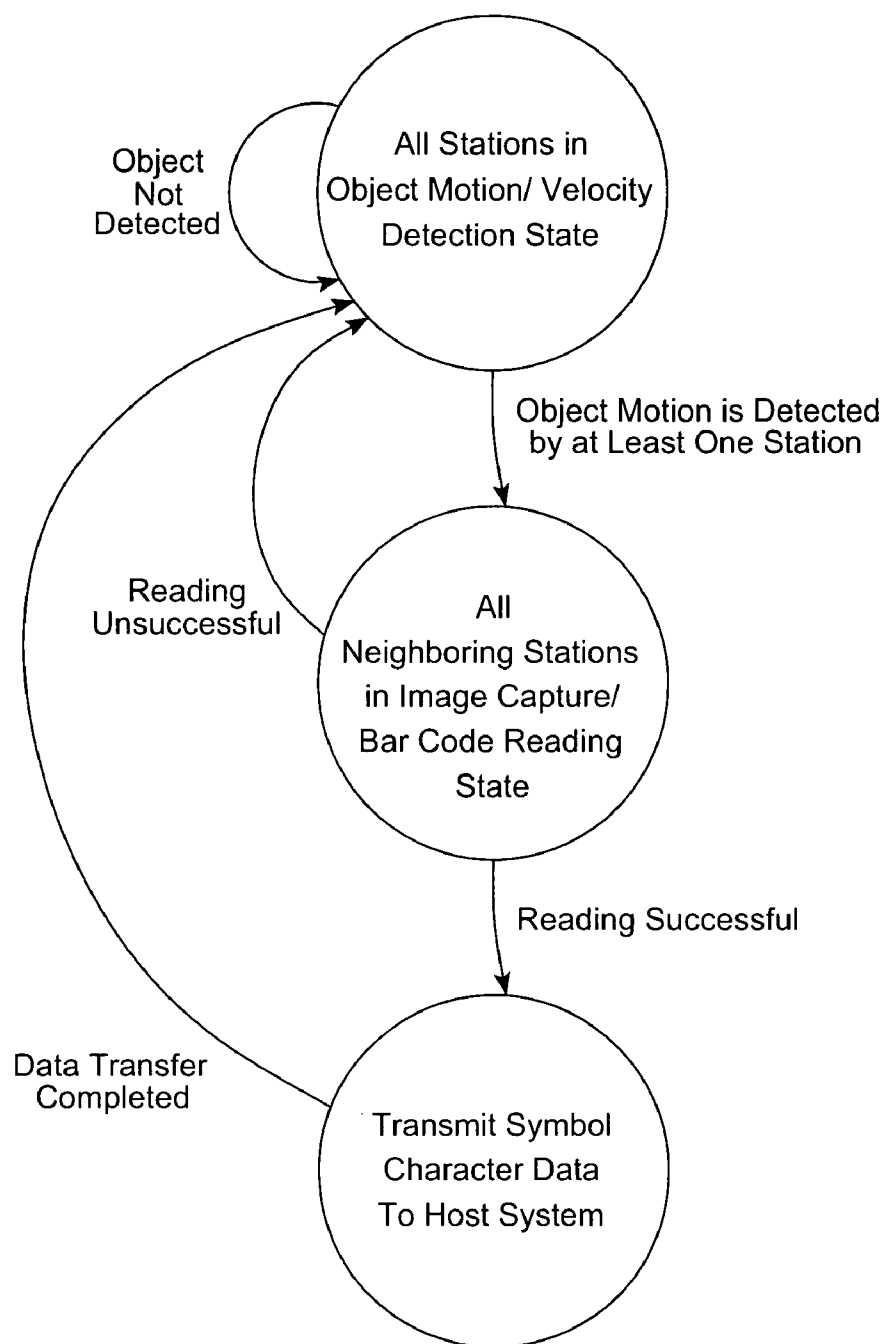 All Stations in
Object Motion/ Velocity
Detection State
Object
Not
Detected
Object Motion is Detected
by at Least One Station
Reading
Unsuccessful
All
Neighboring Stations
in Image Capture/
Bar Code Reading
State
Reading Successful
Data Transfer
Completed
Transmit Symbol
Character Data
To Host System